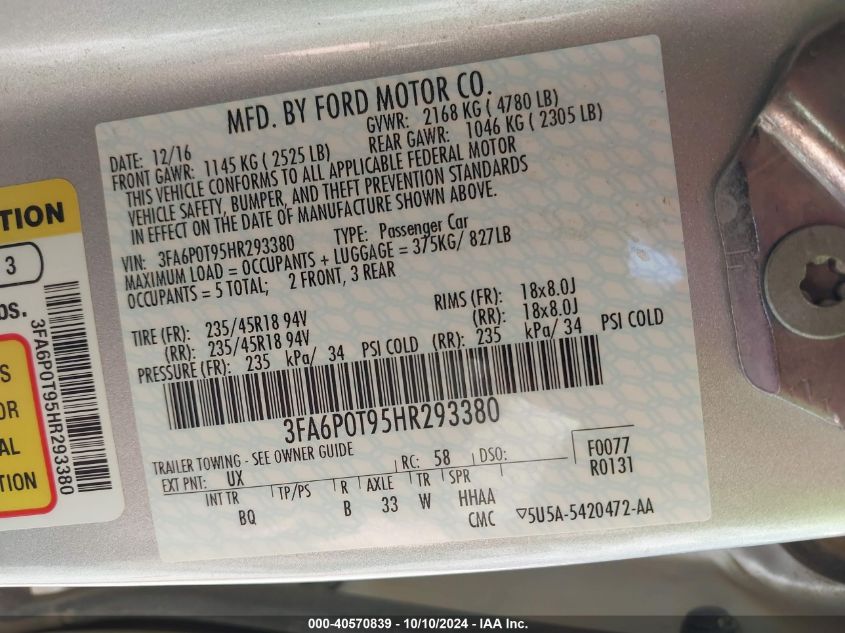 MFD. BY FORD MOTOR CO.
DATE: 12/16 GVWR: 2168 KG ( 4780 LB)
FRONT GAWR: 1145 KG ( 2525 LB) REAR GAWR: 1046 KG ( 2305 LB)
THIS VEHICLE CONFORMS TO ALL APPLICABLE FEDERAL MOTOR
VEHICLE SAFETY, BUMPER, AND THEFT PREVENTION STANDARDS
IN EFFECT ON THE DATE OF MANUFACTURE SHOWN ABOVE.
VIN: 3FA6P0T95HR293380 TYPE: Passenger Car
MAXIMUM LOAD = OCCUPANTS + LUGGAGE = 375KG/ 827LB
OCCUPANTS = 5 TOTAL; 2 FRONT, 3 REAR
TIRE (FR): 235/45R18 94V RIMS (FR): 18x8.0J
(RR): 235/45R18 94V (RR): 18x8.0J
PRESSURE (FR): 235 kPa/ 34 PSI COLD (RR): 235 kPa/ 34 PSI COLD
3FA6P0T95HR293380
TRAILER TOWING - SEE OWNER GUIDE
EXT PNT: UX RC: 58 DSO: F0077
R0131
INT TR TP/PS R AXLE TR SPR
BQ B 33 W HHAA
CMC ▽5U5A-5420472-AA
TION
3
bs.
3FA6P0T95HR293380
S
OR
AL
TION
000-40570839 - 10/10/2024 - IAA Inc.